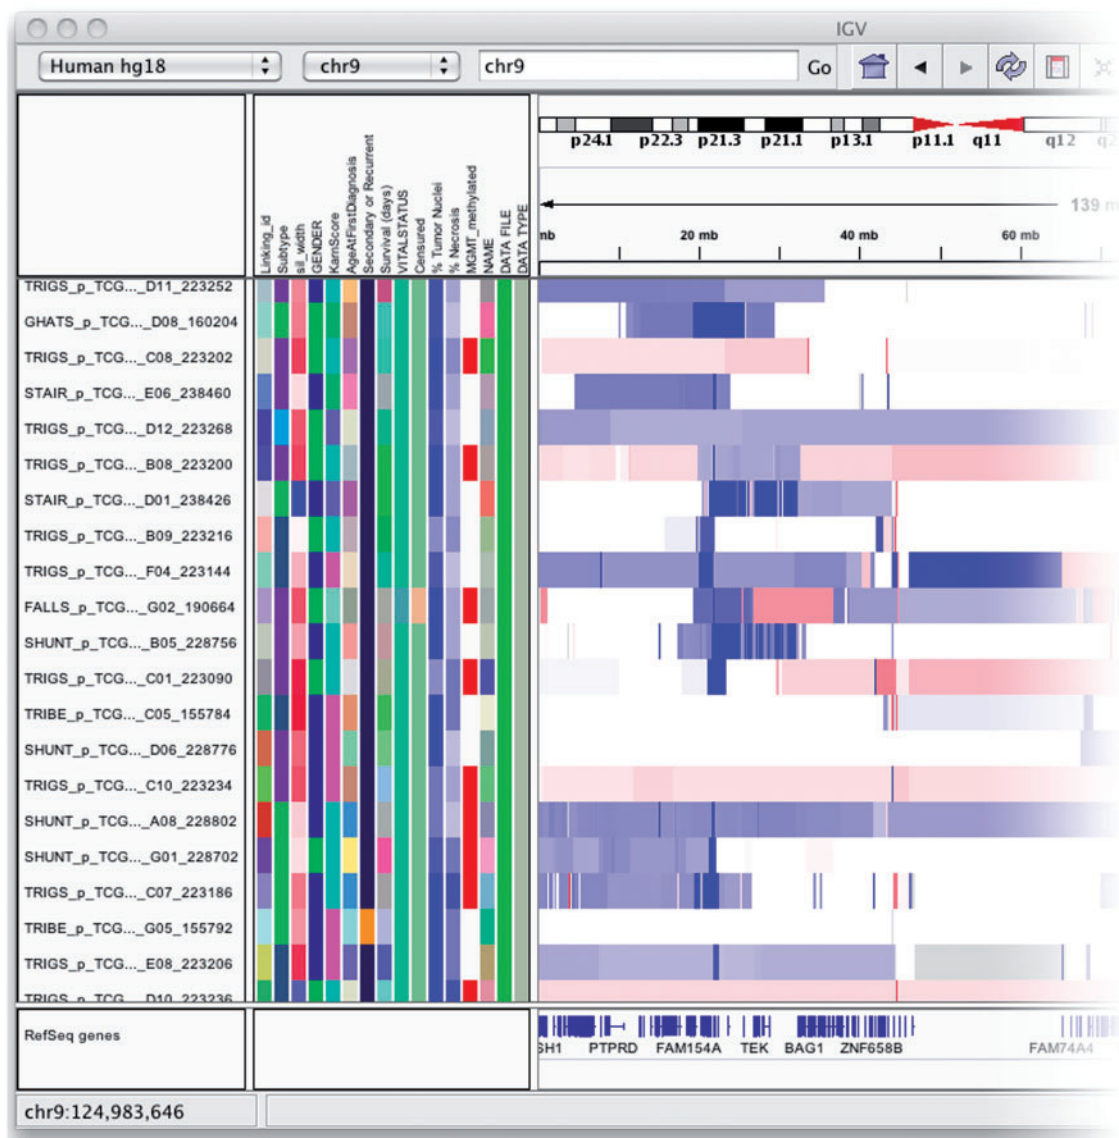 IGV
Human hg18 chr9 chr9 Go
Linking_id
Subtype
sil_width
GENDER
KarnScore
AgeAtFirstDiagnosis
Secondary or Recurrent
Survival (days)
VITALSTATUS
Censured
% Tumor Nuclei
% Necrosis
MGMT_methylated
NAME
DATA FILE
DATA TYPE
p24.1 p22.3 p21.3 p21.1 p13.1 p11.1 q11 q12
139 m
mb 20 mb 40 mb 60 mb
TRIGS_p_TCG..._D11_223252
GHATS_p_TCG..._D08_160204
TRIGS_p_TCG..._C08_223202
STAIR_p_TCG..._E06_238460
TRIGS_p_TCG..._D12_223268
TRIGS_p_TCG..._B08_223200
STAIR_p_TCG..._D01_238426
TRIGS_p_TCG..._B09_223216
TRIGS_p_TCG..._F04_223144
FALLS_p_TCG..._G02_190664
SHUNT_p_TCG..._B05_228756
TRIGS_p_TCG..._C01_223090
TRIBE_p_TCG..._C05_155784
SHUNT_p_TCG..._D06_228776
TRIGS_p_TCG..._C10_223234
SHUNT_p_TCG..._A08_228802
SHUNT_p_TCG..._G01_228702
TRIGS_p_TCG..._C07_223186
TRIBE_p_TCG..._G05_155792
TRIGS_p_TCG..._E08_223206
TRIGS_p_TCG..._D10_223236
RefSeq genes
SH1 PTPRD FAM154A TEK BAG1 ZNF658B FAM74A4
chr9:124,983,646